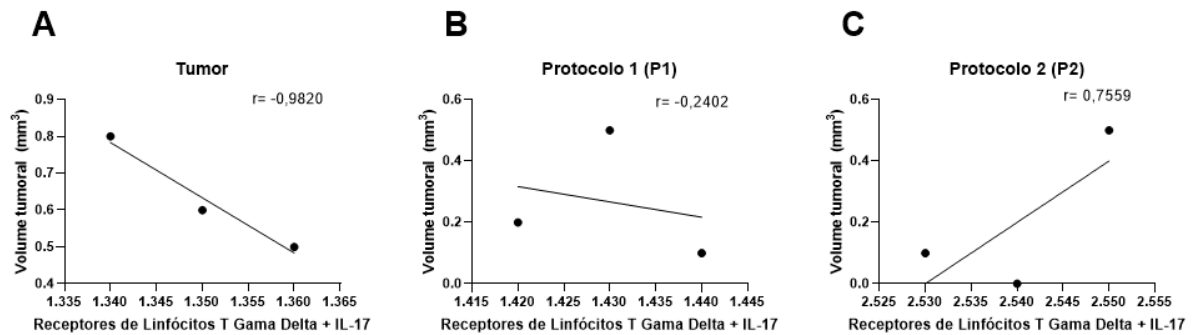 A
Tumor
r= -0,9820
Volume tumoral (mm³)
0.9
0.8
0.7
0.6
0.5
0.4
1.335 1.340 1.345 1.350 1.355 1.360 1.365
Receptores de Linfócitos T Gama Delta + IL-17
B
Protocolo 1 (P1)
r= -0,2402
Volume tumoral (mm³)
0.6
0.4
0.2
0.0
1.415 1.420 1.425 1.430 1.435 1.440 1.445
Receptores de Linfócitos T Gama Delta + IL-17
C
Protocolo 2 (P2)
r= 0,7559
Volume tumoral (mm³)
0.6
0.4
0.2
0.0
2.525 2.530 2.535 2.540 2.545 2.550 2.555
Receptores de Linfócitos T Gama Delta + IL-17